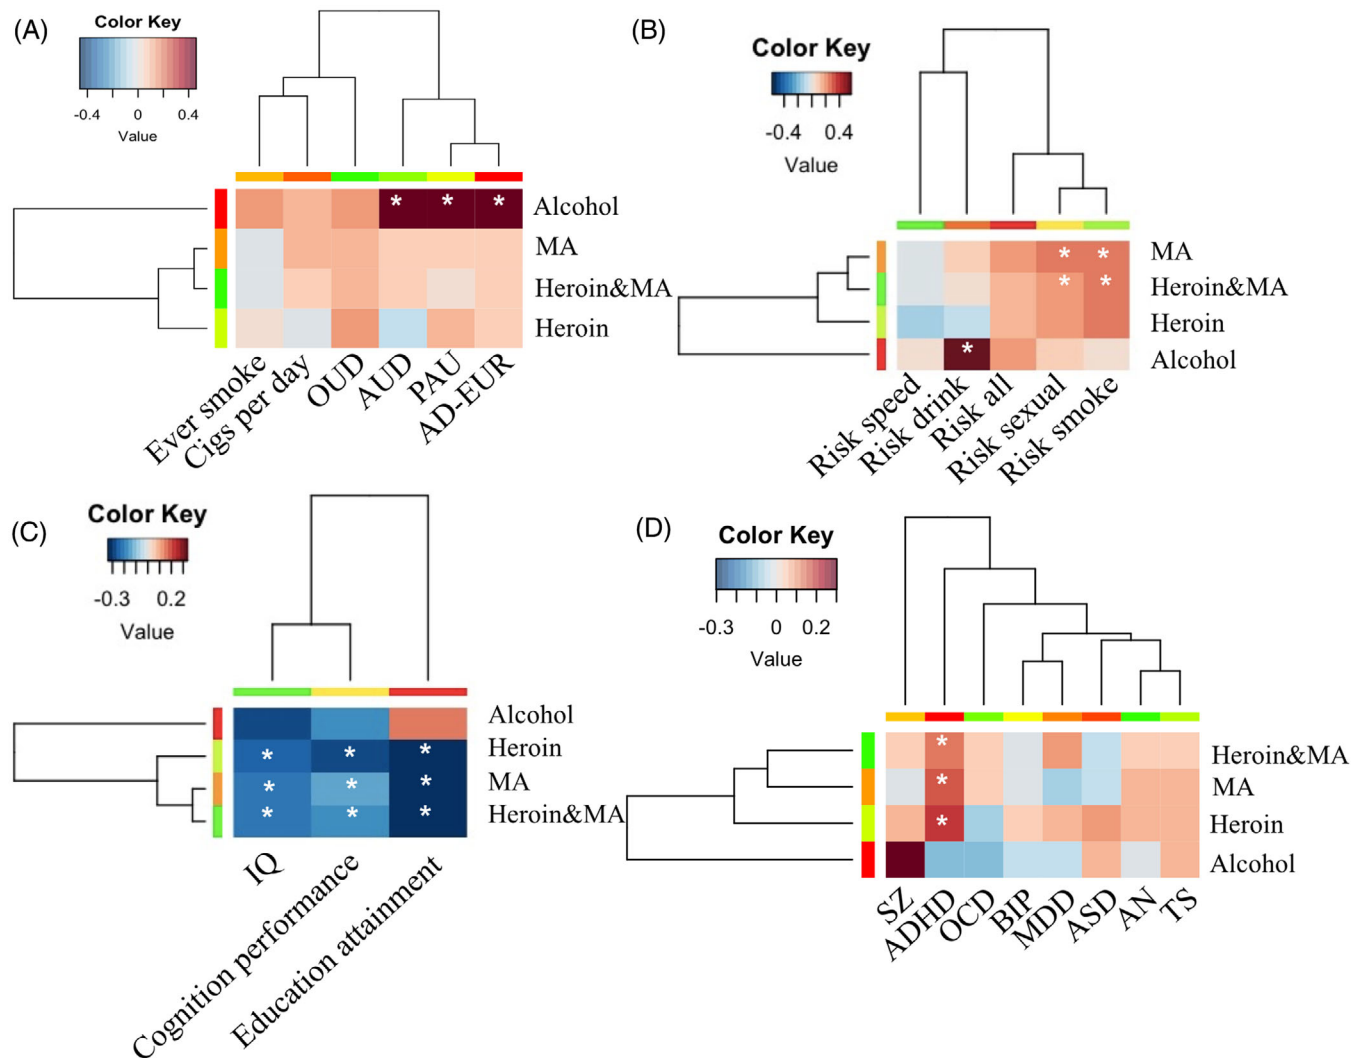 (A)
Color Key
-0.4 0 0.4
Value
* * *
Alcohol
MA
Heroin&MA
Heroin
Ever smoke
Cigs per day
OUD
AUD
PAU
AD-EUR
(B)
Color Key
-0.4 0.4
Value
* *
MA
* *
Heroin&MA
Heroin
*
Alcohol
Risk speed
Risk drink
Risk all
Risk sexual
Risk smoke
(C)
Color Key
-0.3 0.2
Value
Alcohol
* * *
Heroin
* * *
MA
* * *
Heroin&MA
IQ
Cognition performance
Education attainment
(D)
Color Key
-0.3 0 0.2
Value
*
Heroin&MA
*
MA
*
Heroin
Alcohol
SZ
ADHD
OCD
BIP
MDD
ASD
AN
TS